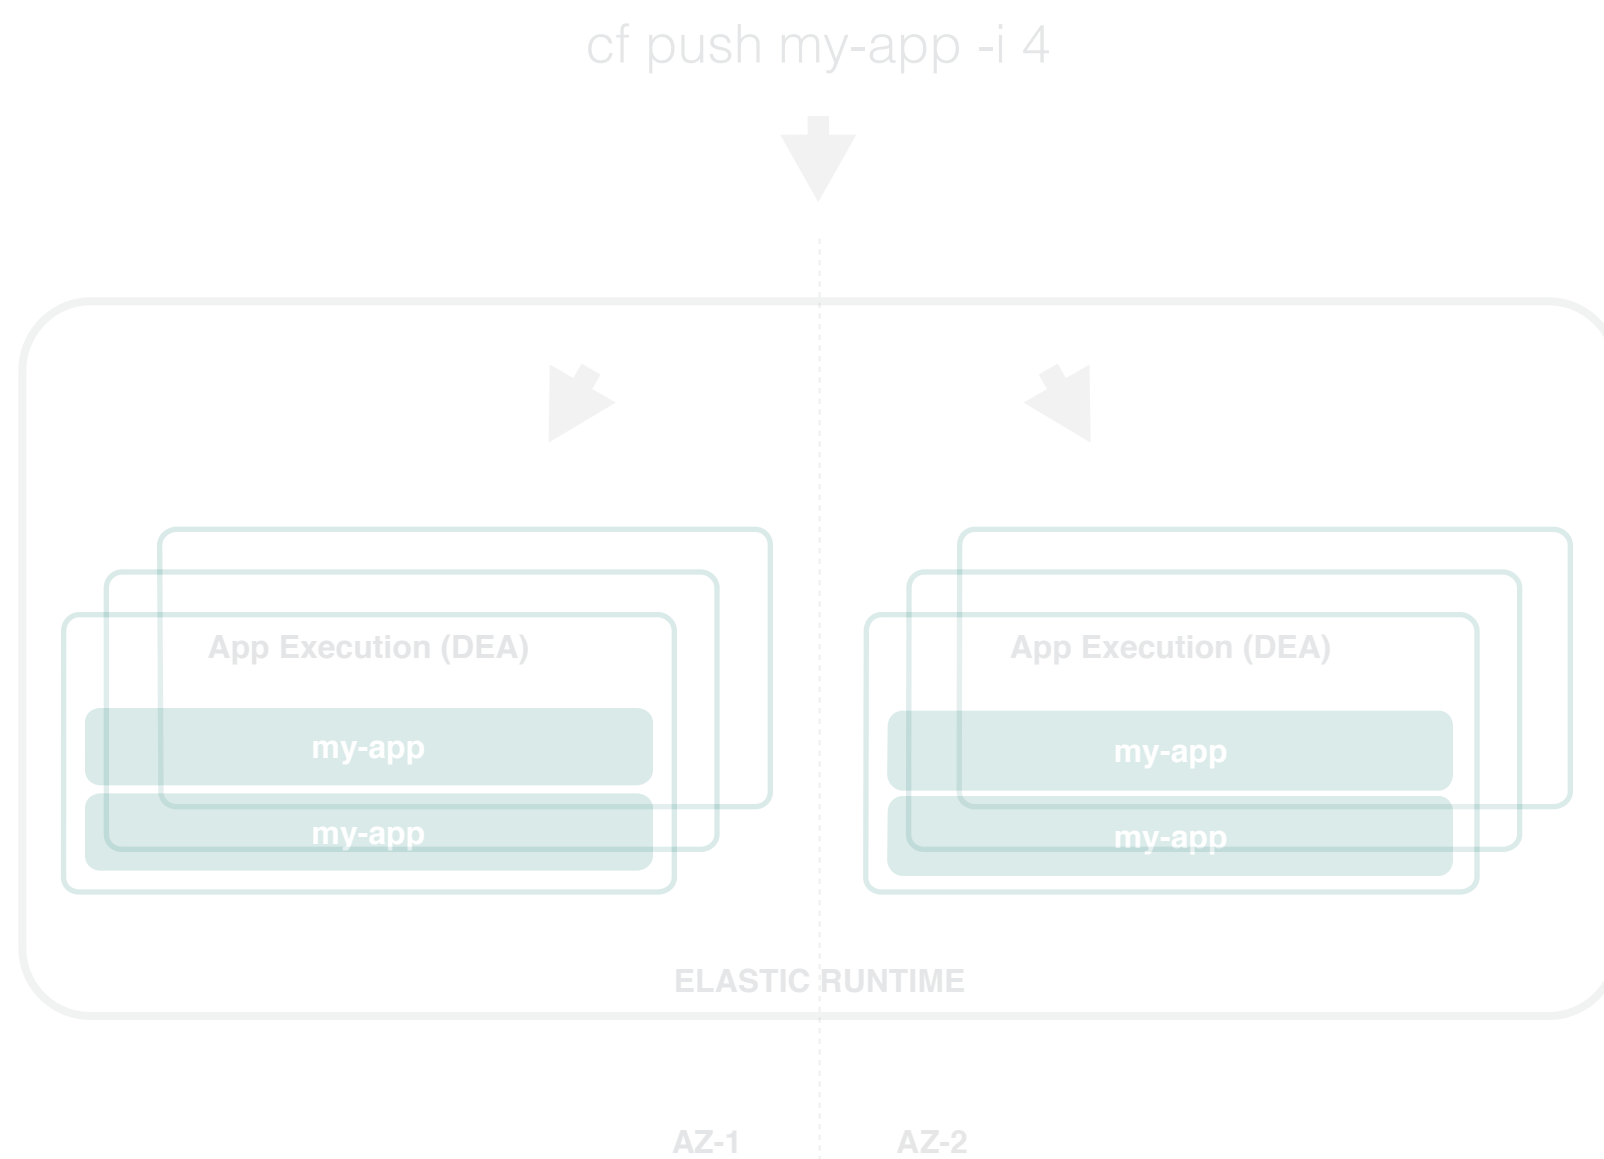 cf push my-app -i 4
App Execution (DEA)
my-app
my-app
App Execution (DEA)
my-app
my-app
ELASTIC RUNTIME
AZ-1
AZ-2